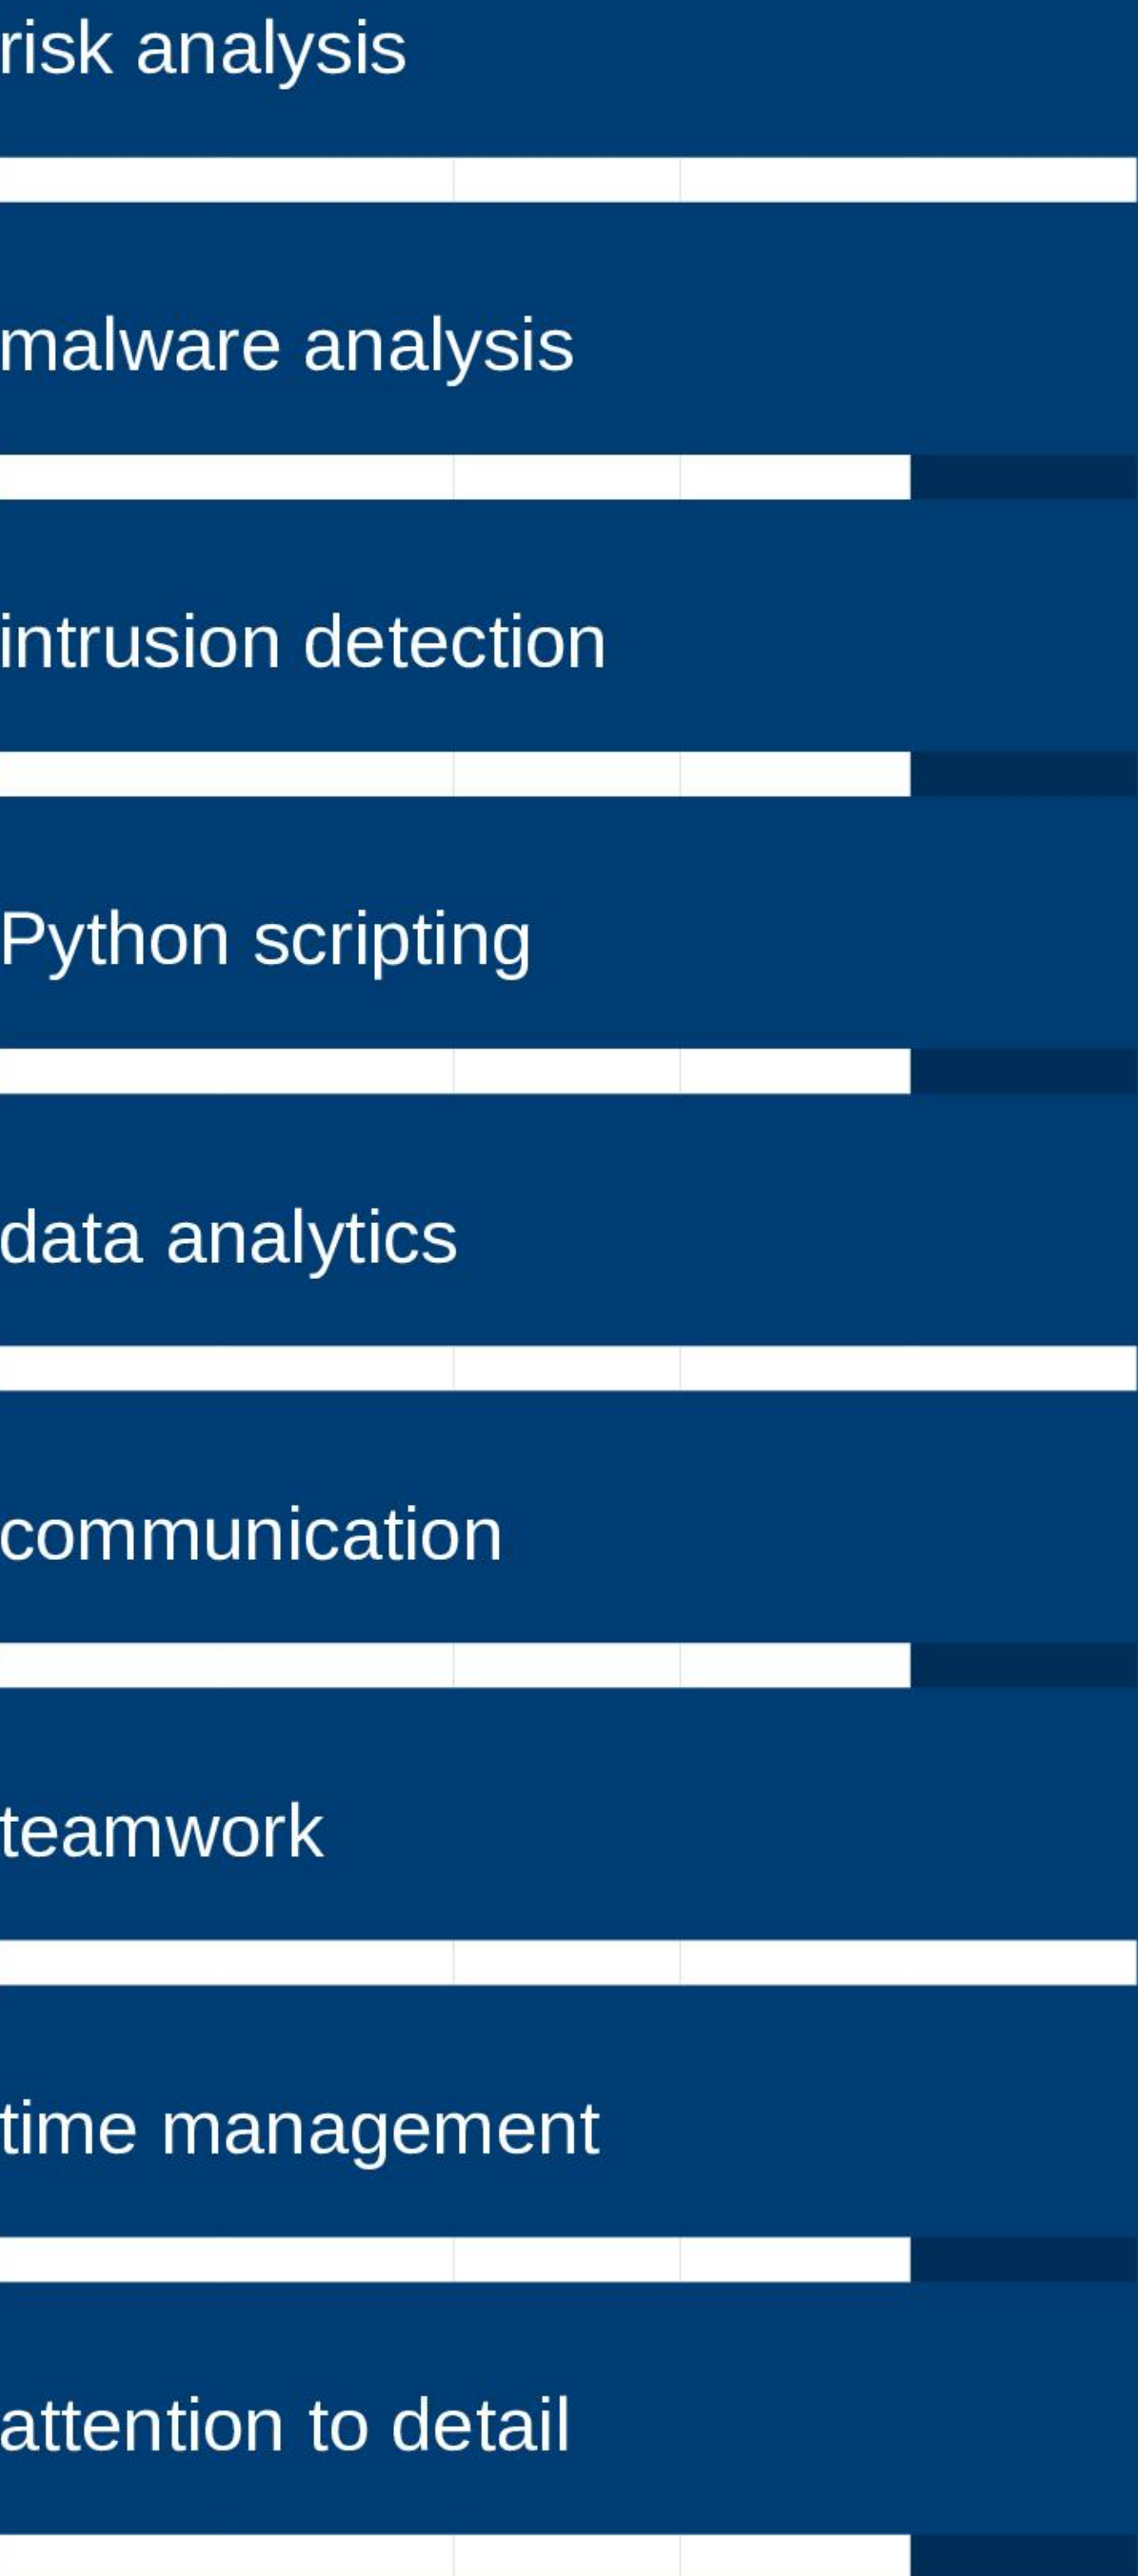 risk analysis
malware analysis
intrusion detection
Python scripting
data analytics
communication
teamwork
time management
attention to detail